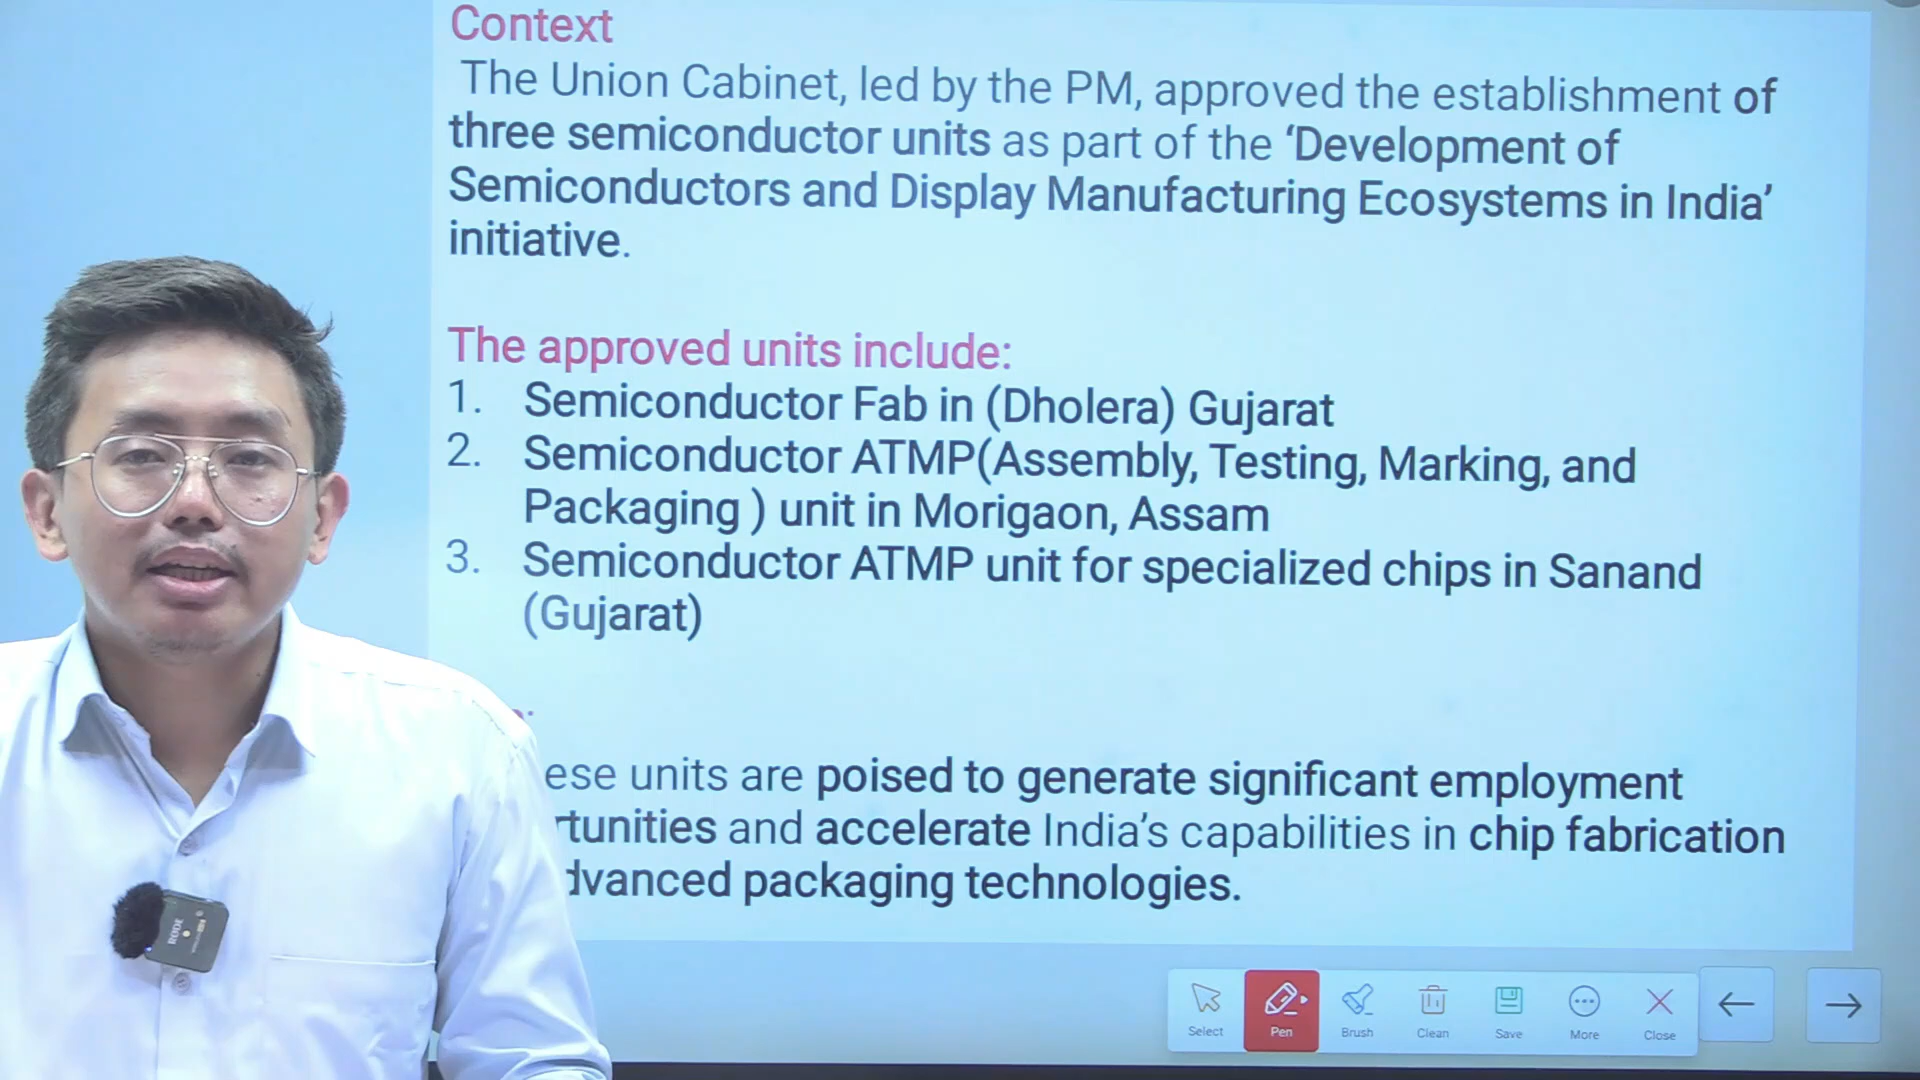 Context
The Union Cabinet, led by the PM, approved the establishment of
three semiconductor units as part of the ‘Development of
Semiconductors and Display Manufacturing Ecosystems in India’
initiative.
The approved units include:
1. Semiconductor Fab in (Dholera) Gujarat
2. Semiconductor ATMP(Assembly, Testing, Marking, and
Packaging ) unit in Morigaon, Assam
3. Semiconductor ATMP unit for specialized chips in Sanand
(Gujarat)
ese units are poised to generate significant employment
rtunities and accelerate India’s capabilities in chip fabrication
dvanced packaging technologies.
RODE
Select Pen Brush Clean Save More Close